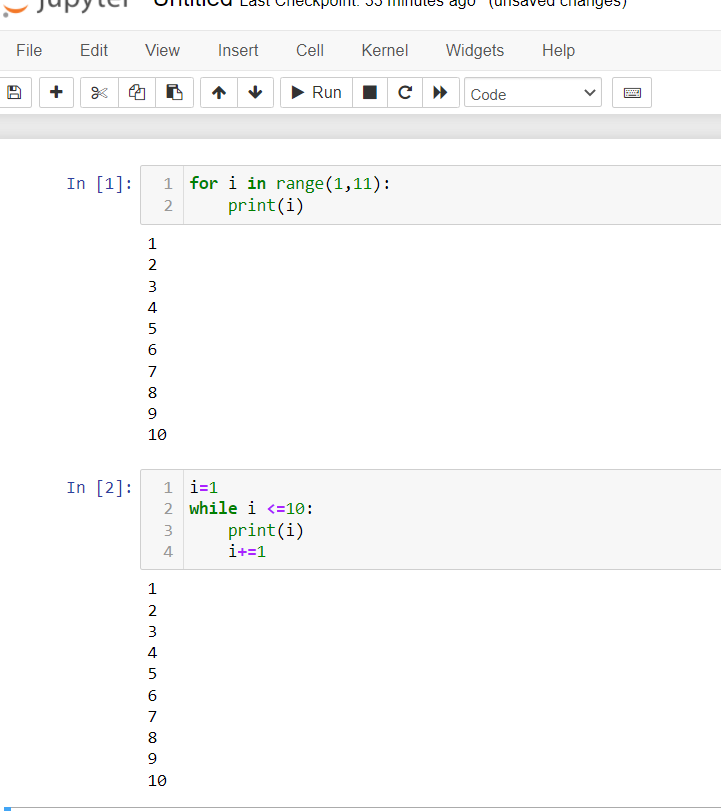 jupyter Untitled Last Checkpoint: 33 minutes ago (unsaved changes)
File Edit View Insert Cell Kernel Widgets Help
Run Code
In [1]: 1 for i in range(1,11):
2 print(i)
1
2
3
4
5
6
7
8
9
10
In [2]: 1 i=1
2 while i <=10:
3 print(i)
4 i+=1
1
2
3
4
5
6
7
8
9
10